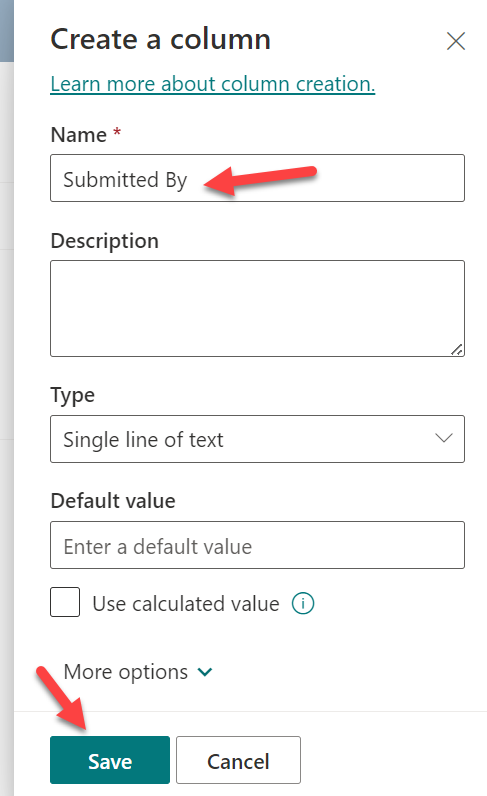 Create a column
Learn more about column creation.
Name *
Submitted By
Description
Type
Single line of text
Default value
Enter a default value
Use calculated value
More options
Save Cancel